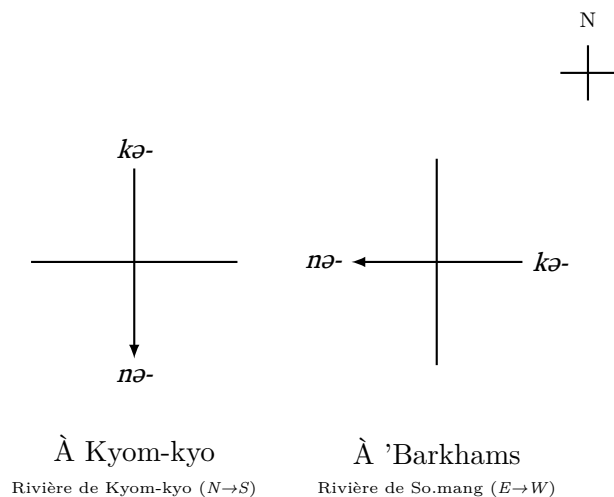 N
kə-
nə-
À Kyom-kyo
Rivière de Kyom-kyo (N→S)
nə-
kə-
À ’Barkhams
Rivière de So.mang (E→W)